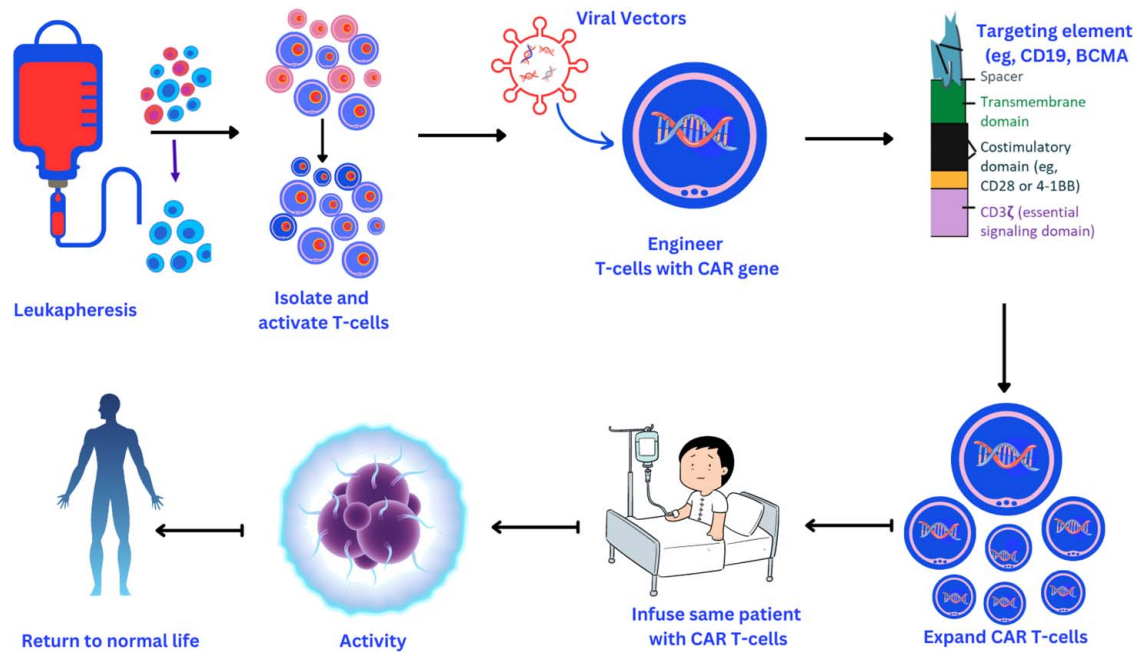 Viral Vectors
Targeting element
(eg, CD19, BCMA
Spacer
Transmembrane
domain
Costimulatory
domain (eg,
CD28 or 4-1BB)
CD3ζ (essential
signaling domain)
Leukapheresis
Isolate and
activate T-cells
Engineer
T-cells with CAR gene
Return to normal life
Activity
Infuse same patient
with CAR T-cells
Expand CAR T-cells